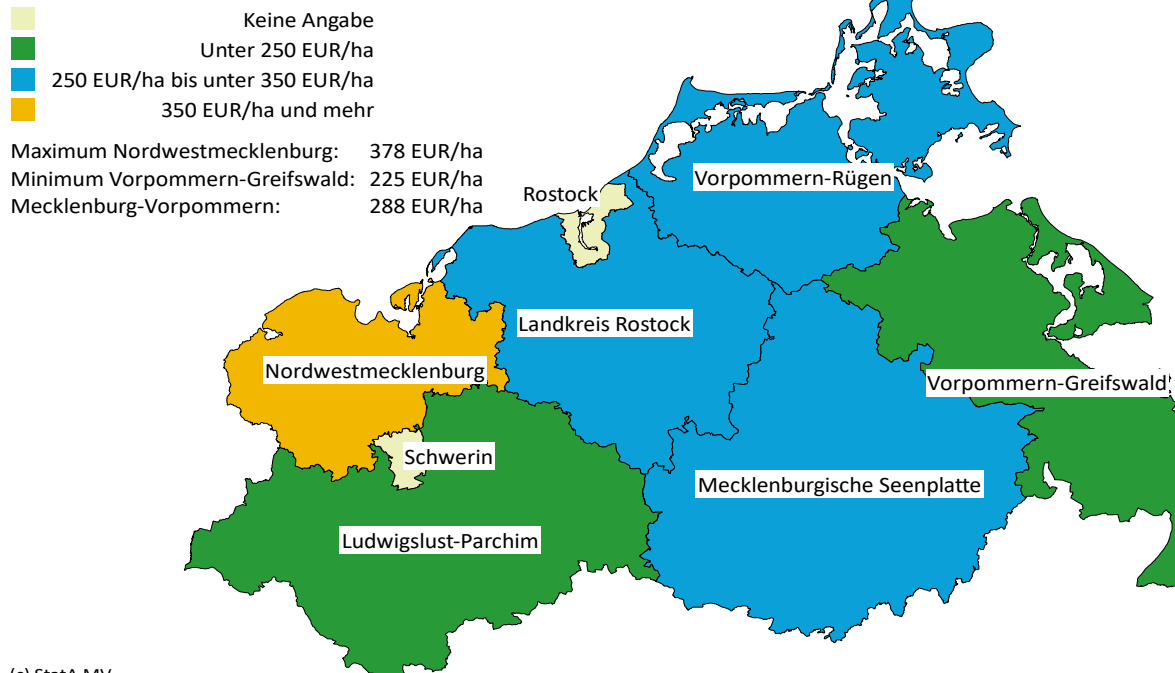 Keine Angabe
Unter 250 EUR/ha
250 EUR/ha bis unter 350 EUR/ha
350 EUR/ha und mehr
Maximum Nordwestmecklenburg: 378 EUR/ha
Minimum Vorpommern-Greifswald: 225 EUR/ha
Mecklenburg-Vorpommern: 288 EUR/ha
Vorpommern-Rügen
Rostock
Landkreis Rostock
Nordwestmecklenburg
Vorpommern-Greifswald
Schwerin
Mecklenburgische Seenplatte
Ludwigslust-Parchim
(c) StatA MV